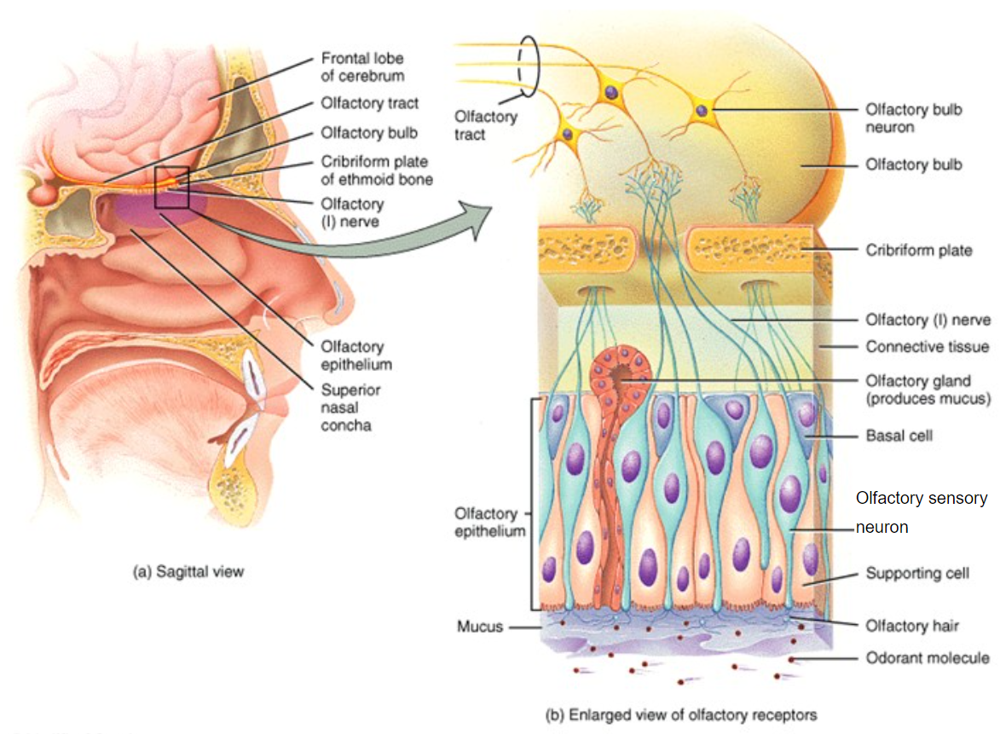 Frontal lobe
of cerebrum
Olfactory tract
Olfactory bulb
Cribriform plate
of ethmoid bone
Olfactory
(I) nerve
Olfactory
epithelium
Superior
nasal
concha
(a) Sagittal view
Olfactory
tract
Olfactory bulb
neuron
Olfactory bulb
Cribriform plate
Olfactory (I) nerve
Connective tissue
Olfactory gland
(produces mucus)
Basal cell
Olfactory sensory
neuron
Olfactory
epithelium
Supporting cell
Mucus
Olfactory hair
Odorant molecule
(b) Enlarged view of olfactory receptors